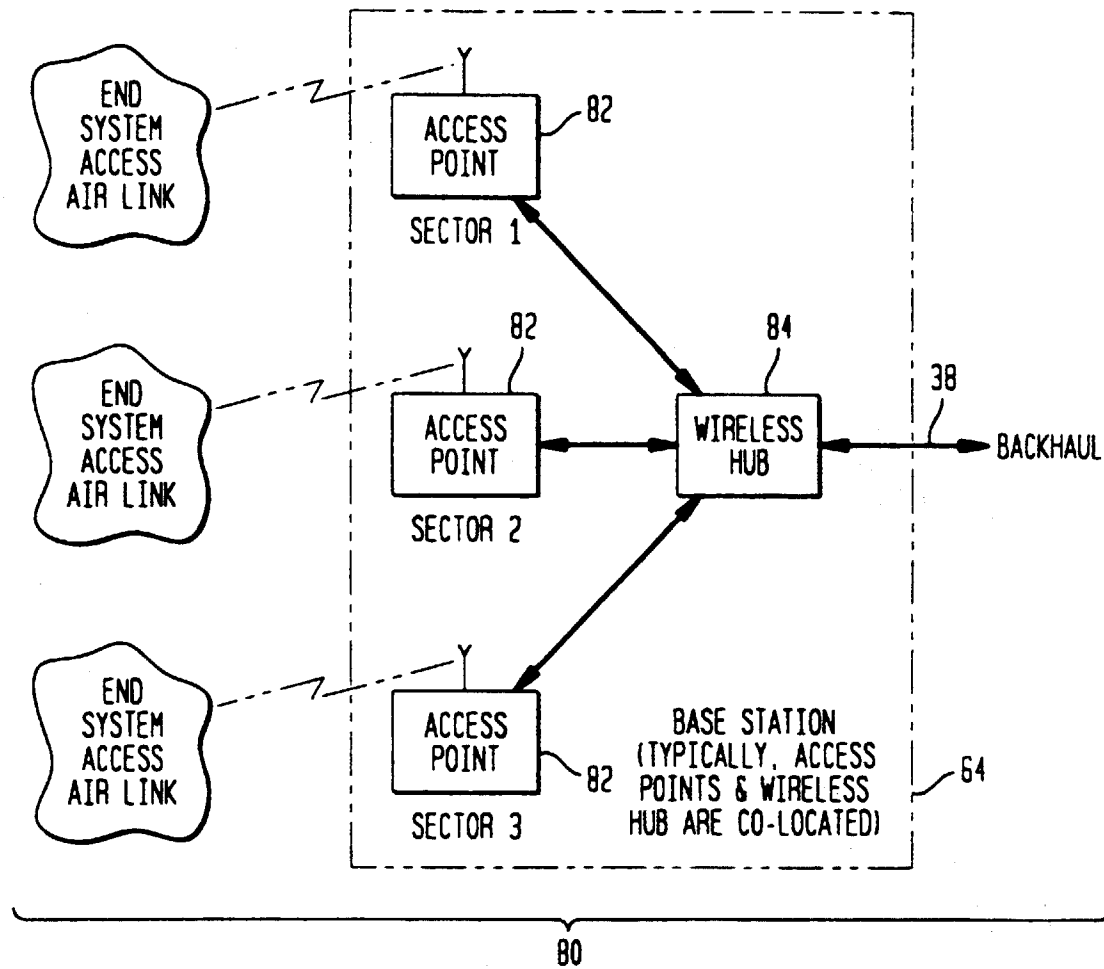 END
SYSTEM
ACCESS
AIR LINK
ACCESS
POINT
82
SECTOR 1
END
SYSTEM
ACCESS
AIR LINK
82
ACCESS
POINT
SECTOR 2
84
WIRELESS
HUB
38
BACKHAUL
END
SYSTEM
ACCESS
AIR LINK
ACCESS
POINT
82
SECTOR 3
BASE STATION
(TYPICALLY, ACCESS
POINTS & WIRELESS
HUB ARE CO-LOCATED)
64
80